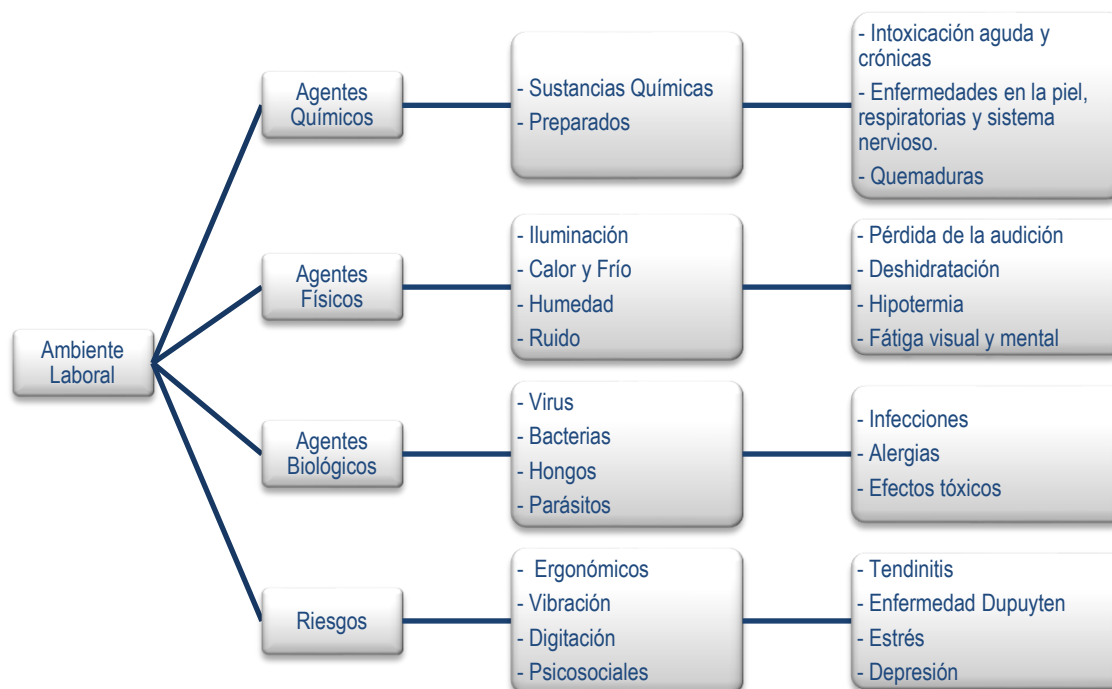 Ambiente
Laboral
Agentes
Químicos
- Sustancias Químicas
- Preparados
- Intoxicación aguda y
crónicas
- Enfermedades en la piel,
respiratorias y sistema
nervioso.
- Quemaduras
Agentes
Físicos
- Iluminación
- Calor y Frío
- Humedad
- Ruido
- Pérdida de la audición
- Deshidratación
- Hipotermia
- Fátiga visual y mental
Agentes
Biológicos
- Virus
- Bacterias
- Hongos
- Parásitos
- Infecciones
- Alergias
- Efectos tóxicos
Riesgos
- Ergonómicos
- Vibración
- Digitación
- Psicosociales
- Tendinitis
- Enfermedad Dupuyten
- Estrés
- Depresión